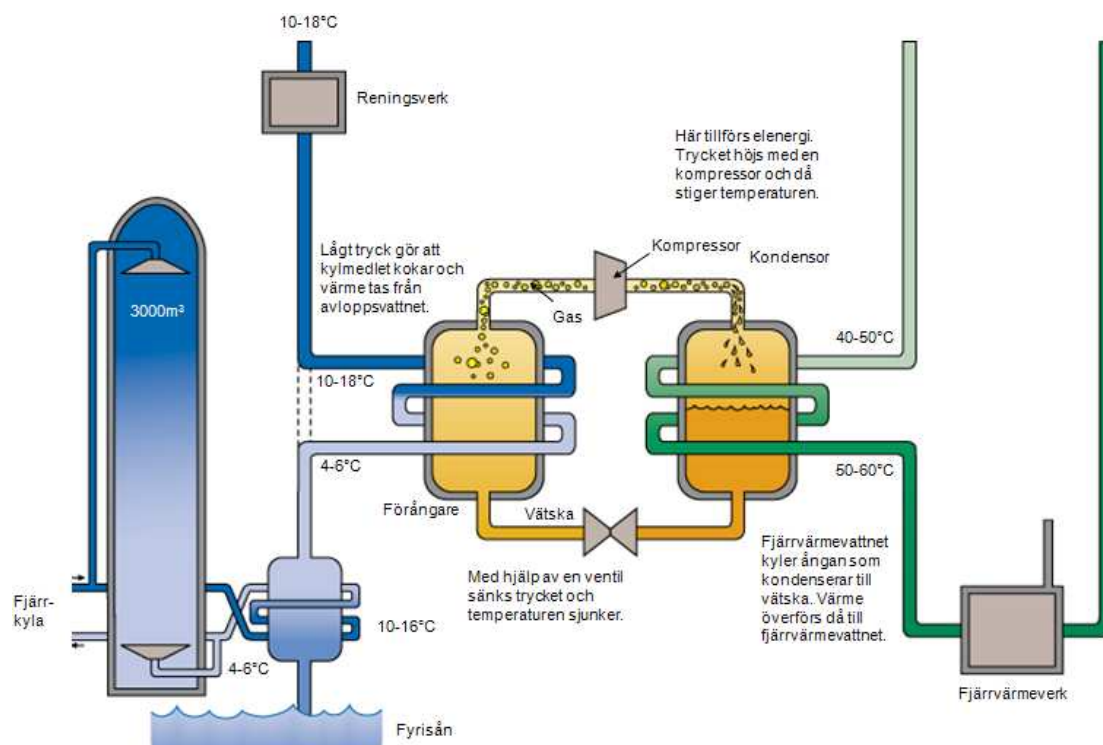 10-18°C
Reningsverk
Här tillförs elenergi.
Trycket höjs med en
kompressor och då
stiger temperaturen.
Lågt tryck gör att
kylmedlet kokar och
värme tas från
avloppsvattnet.
Kompressor
Kondensor
Gas
3000m³
40-50°C
10-18°C
4-6°C
50-60°C
Förångare
Vätska
Med hjälp av en ventil
sänks trycket och
temperaturen sjunker.
Fjärrvärmevattnet
kyler ångan som
kondenserar till
vätska. Värme
överförs då till
fjärrvärmevattnet.
Fjärr-
kyla
10-16°C
4-6°C
Fjärrvärmeverk
Fyrisån